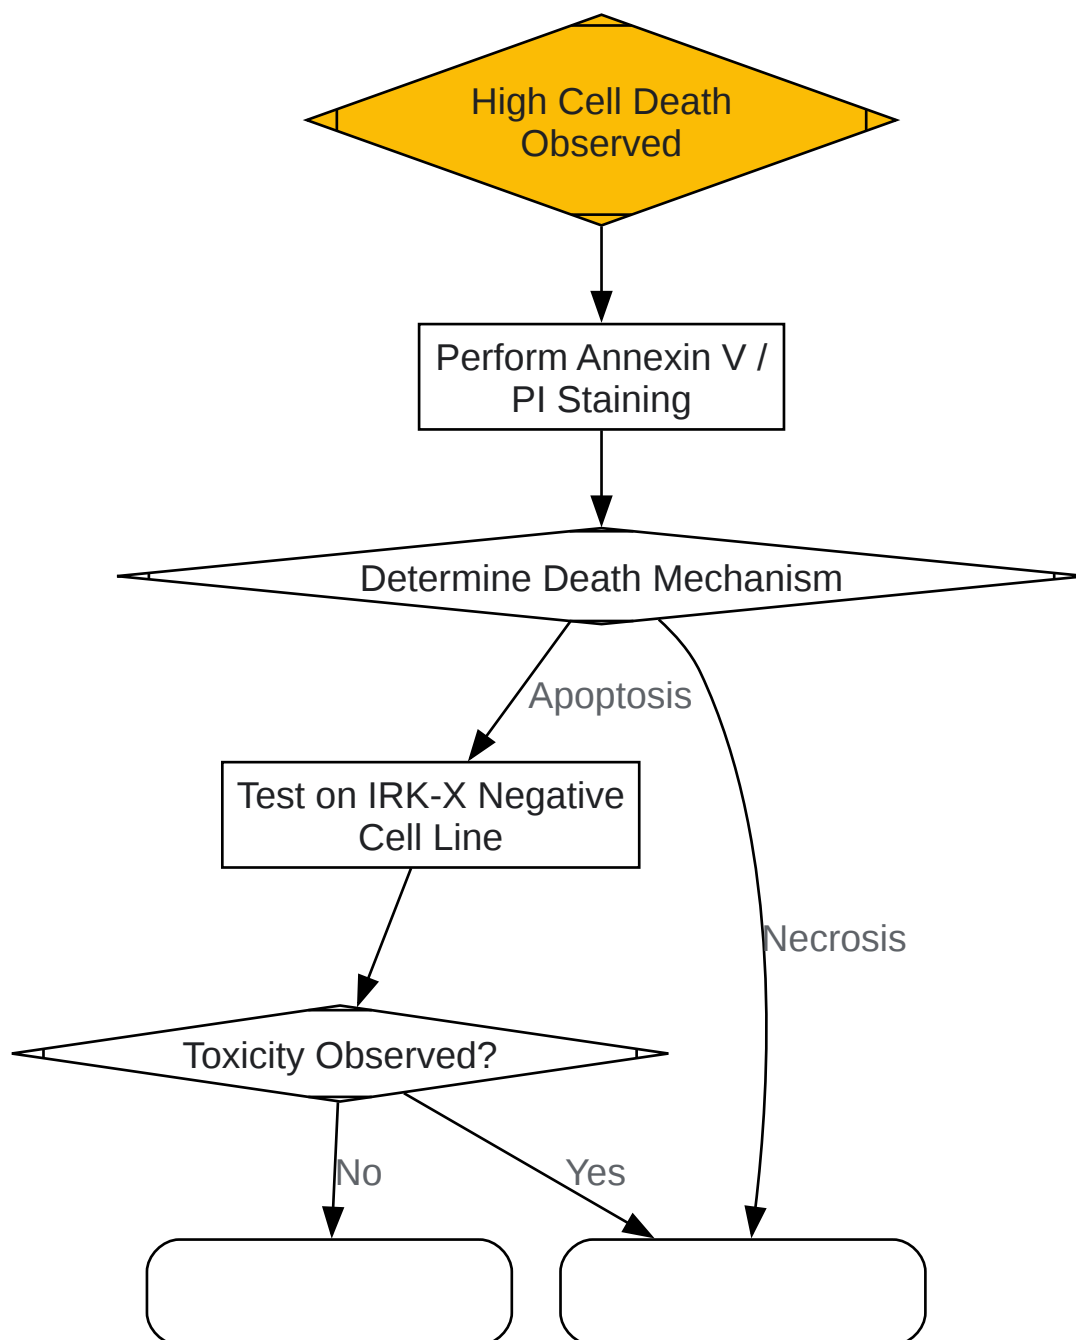 High Cell Death
Observed
Perform Annexin V /
PI Staining
Determine Death Mechanism
Apoptosis
Test on IRK-X Negative
Cell Line
Necrosis
Toxicity Observed?
No
Yes